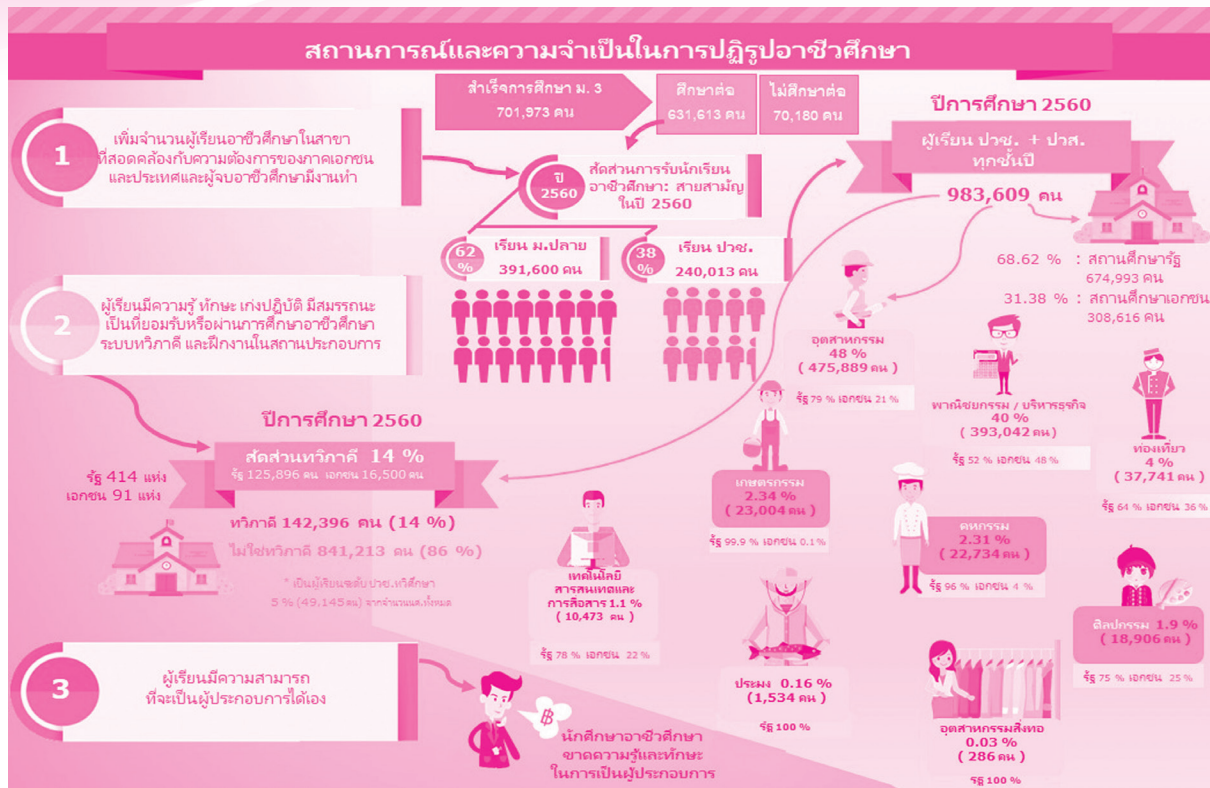 สถานการณ์และความจำเป็นในการปฏิรูปอาชีวศึกษา
สำเร็จการศึกษา ม. 3
701,973 คน
ศึกษาต่อ
631,613 คน
ไม่ศึกษาต่อ
70,180 คน
1
เพิ่มจำนวนผู้เรียนอาชีวศึกษาในสาขา
ที่สอดคล้องกับความต้องการของภาคเอกชน
และประเทศและผู้จบอาชีวศึกษามีงานทำ
ปี
2560
สัดส่วนการรับนักเรียน
อาชีวศึกษา: สายสามัญ
ในปี 2560
62
%
เรียน ม.ปลาย
391,600 คน
38
%
เรียน ปวช.
240,013 คน
ปีการศึกษา 2560
ผู้เรียน ปวช. + ปวส.
ทุกชั้นปี
983,609 คน
68.62 % : สถานศึกษารัฐ
674,993 คน
31.38 % : สถานศึกษาเอกชน
308,616 คน
2
ผู้เรียนมีความรู้ ทักษะ เก่งปฏิบัติ มีสมรรถนะ
เป็นที่ยอมรับหรือผ่านการศึกษาอาชีวศึกษา
ระบบทวิภาคี และฝึกงานในสถานประกอบการ
ปีการศึกษา 2560
สัดส่วนทวิภาคี 14 %
รัฐ 125,896 คน เอกชน 16,500 คน
รัฐ 414 แห่ง
เอกชน 91 แห่ง
ทวิภาคี 142,396 คน (14 %)
ไม่ใช่ทวิภาคี 841,213 คน (86 %)
* เป็นผู้เรียนระดับ ปวช.ทวิศึกษา
5 % (49,145 คน) จากจำนวนนศ.ทั้งหมด
อุตสาหกรรม
48 %
( 475,889 คน )
รัฐ 79 % เอกชน 21 %
พาณิชยกรรม / บริหารธุรกิจ
40 %
( 393,042 คน)
รัฐ 52 % เอกชน 48 %
ท่องเที่ยว
4 %
( 37,741 คน )
รัฐ 64 % เอกชน 36 %
เกษตรกรรม
2.34 %
( 23,004 คน )
รัฐ 99.9 % เอกชน 0.1 %
คหกรรม
2.31 %
( 22,734 คน )
รัฐ 96 % เอกชน 4 %
เทคโนโลยี
สารสนเทศและ
การสื่อสาร 1.1 %
( 10,473 คน )
รัฐ 78 % เอกชน 22 %
ศิลปกรรม 1.9 %
( 18,906 คน )
รัฐ 75 % เอกชน 25 %
ประมง 0.16 %
(1,534 คน )
รัฐ 100 %
อุตสาหกรรมสิ่งทอ
0.03 %
( 286 คน )
รัฐ 100 %
3
ผู้เรียนมีความสามารถ
ที่จะเป็นผู้ประกอบการได้เอง
฿
นักศึกษาอาชีวศึกษา
ขาดความรู้และทักษะ
ในการเป็นผู้ประกอบการ